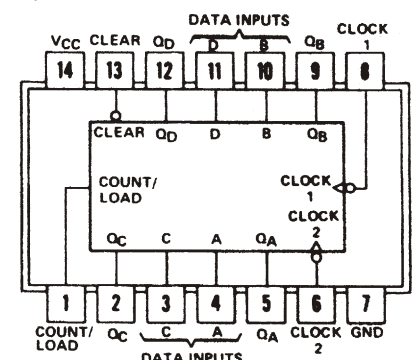 DATA INPUTS
VCC CLEAR QD D B QB CLOCK 1
14 13 12 11 10 9 8
CLEAR QD D B QB
COUNT/ LOAD
CLOCK 1
CLOCK 2
QC C A QA
1 2 3 4 5 6 7
COUNT/ LOAD QC C A QA CLOCK 2 GND
DATA INPUTS